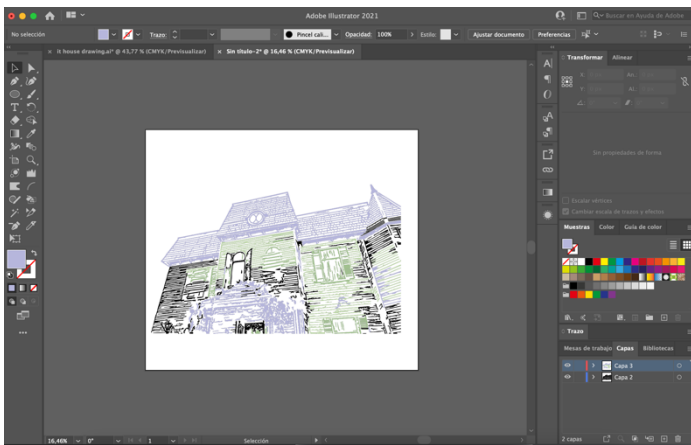 Adobe Illustrator 2021
Buscar en Ayuda de Adobe
No selección
Trazo:
Pincel cali...
Opacidad: 100%
Estilo:
Ajustar documento
Preferencias
it house drawing.ai* @ 43,77 % (CMYK/Previsualizar)
Sin título-2* @ 16,46 % (CMYK/Previsualizar)
Transformar
Alinear
Sin propiedades de forma
Escalar vértices
Cambiar escala de trazos y efectos
Muestras
Color
Guía de color
Trazo
Mesas de trabajo
Capas
Bibliotecas
Capa 3
Capa 2
2 capas
16,46%
0°
1
Selección